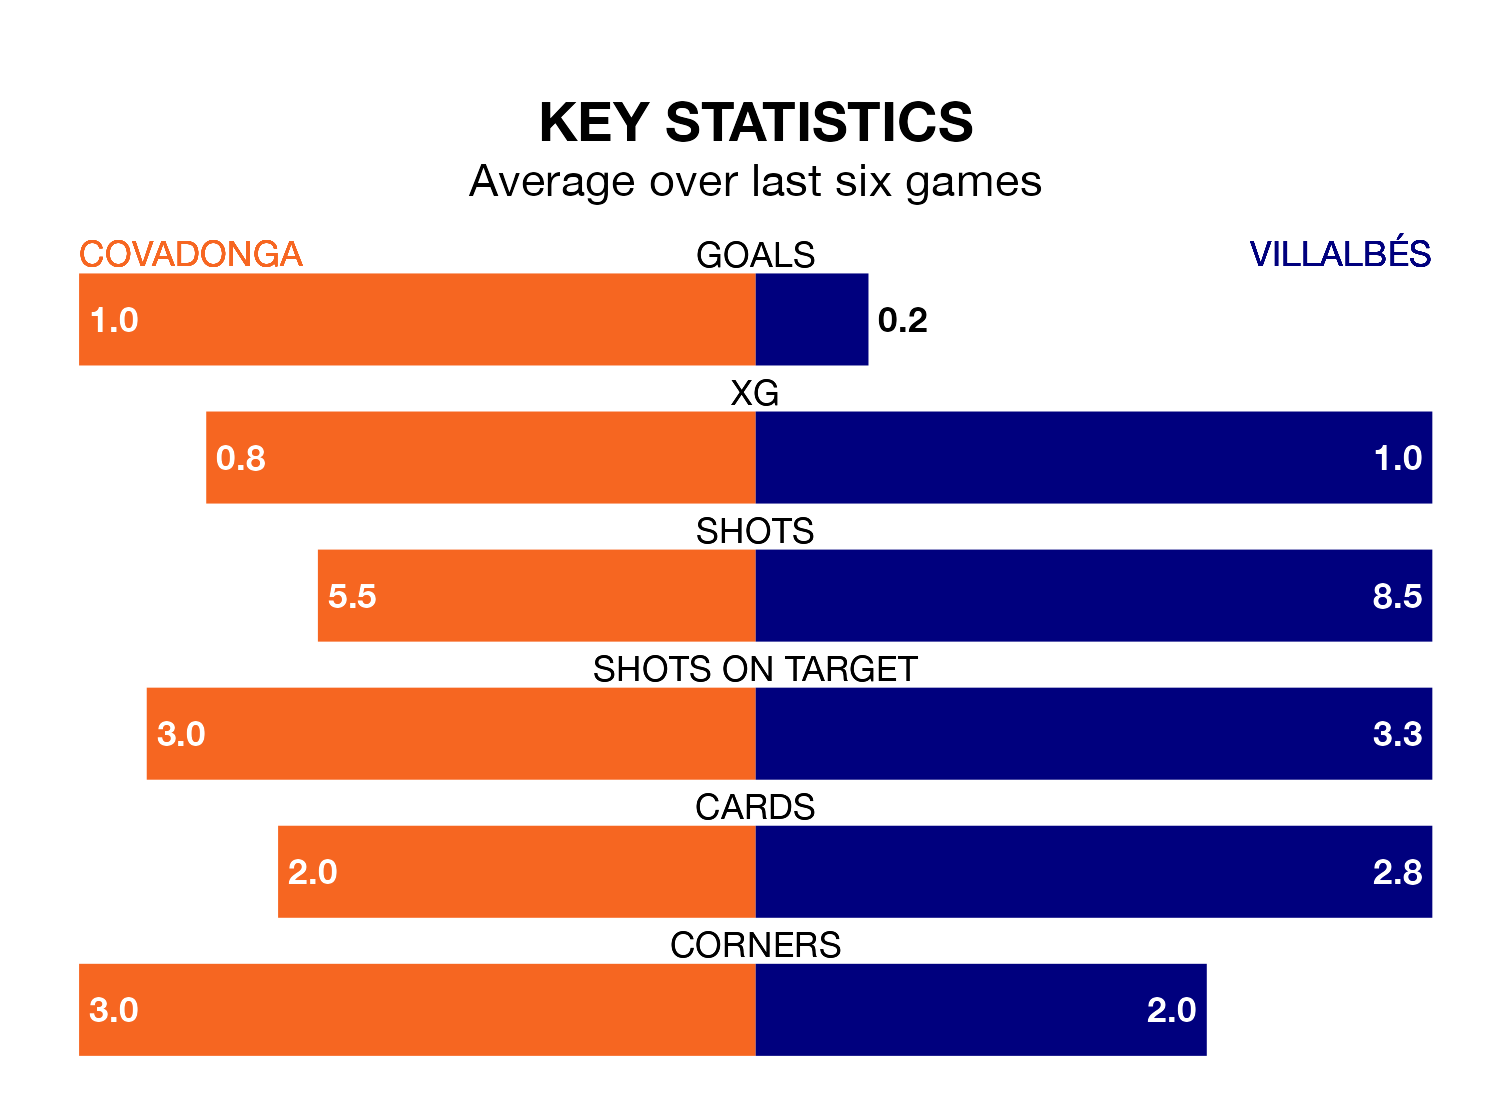 KEY STATISTICS
Average over last six games
COVADONGA GOALS VILLALBÉS
1.0 0.2
XG
0.8 1.0
SHOTS
5.5 8.5
SHOTS ON TARGET
3.0 3.3
CARDS
2.0 2.8
CORNERS
3.0 2.0